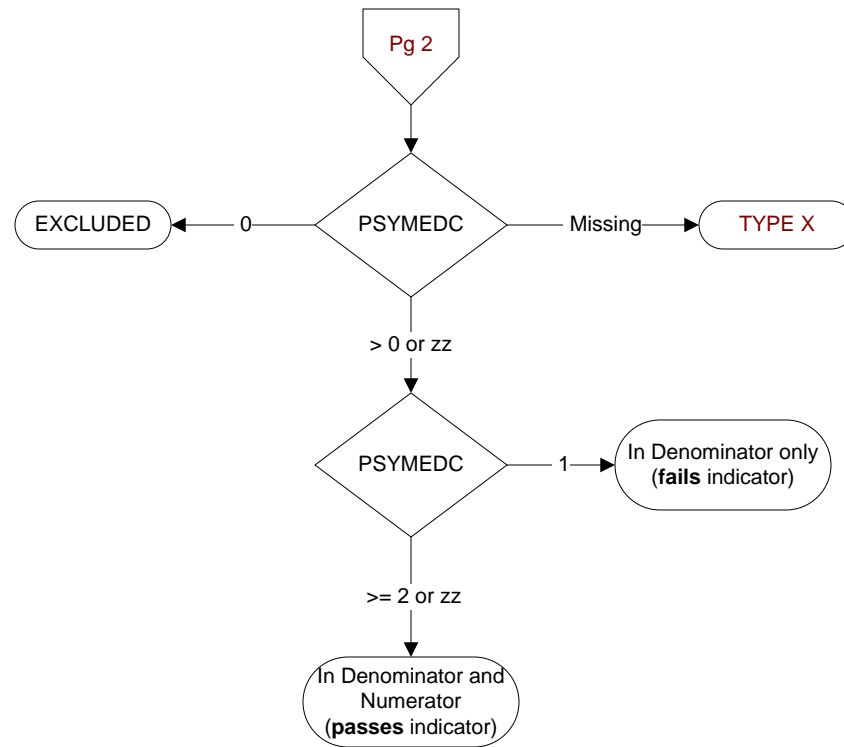 Pg 2
PSYMEDC
EXCLUDED
0
Missing
TYPE X
> 0 or zz
PSYMEDC
1
In Denominator only
(fails indicator)
>= 2 or zz
In Denominator and
Numerator
(passes indicator)